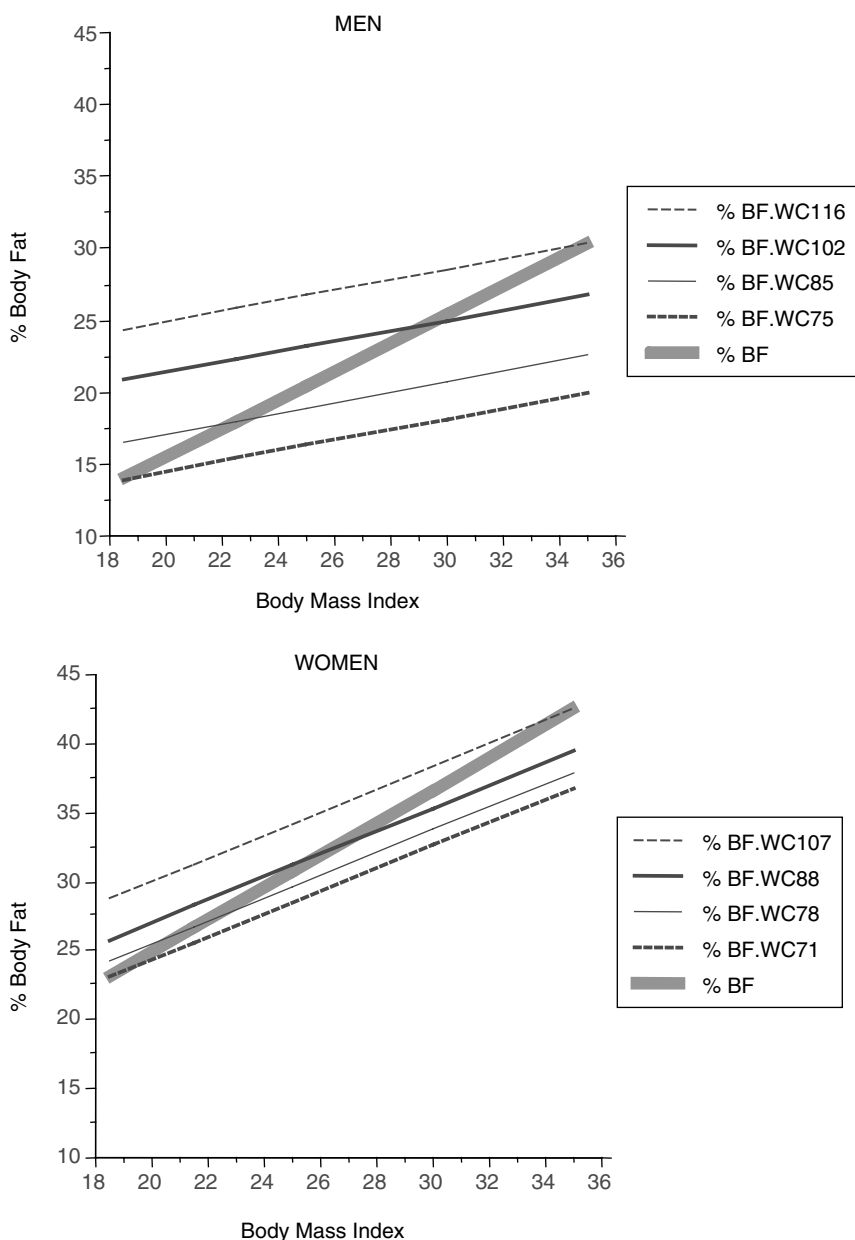 MEN
45
40
35
30
25
20
15
10
18 20 22 24 26 28 30 32 34 36
% Body Fat
Body Mass Index
% BF.WC116
% BF.WC102
% BF.WC85
% BF.WC75
% BF
WOMEN
45
40
35
30
25
20
15
10
18 20 22 24 26 28 30 32 34 36
% Body Fat
Body Mass Index
% BF.WC107
% BF.WC88
% BF.WC78
% BF.WC71
% BF